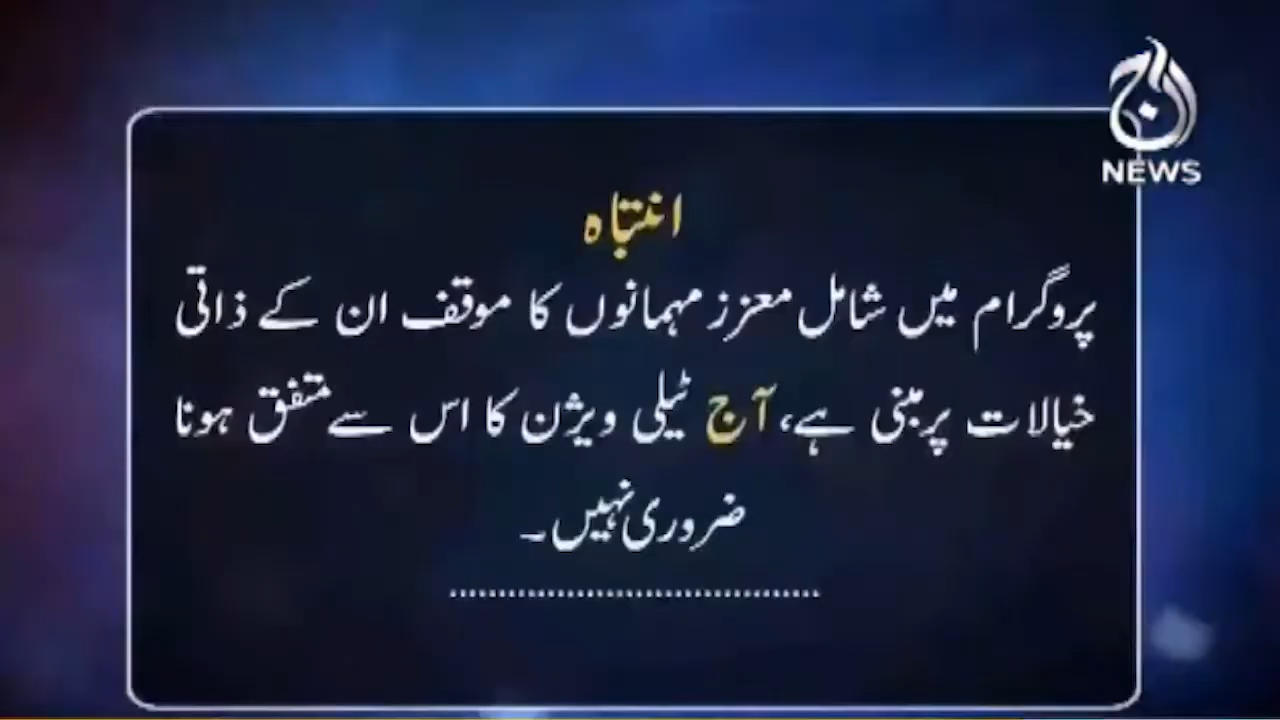 آج
NEWS
انتباہ
پروگرام میں شامل معزز مہمانوں کا موقف ان کے ذاتی
خیالات پر مبنی ہے، آج ٹیلی ویژن کا اس سے متفق ہونا
ضروری نہیں۔